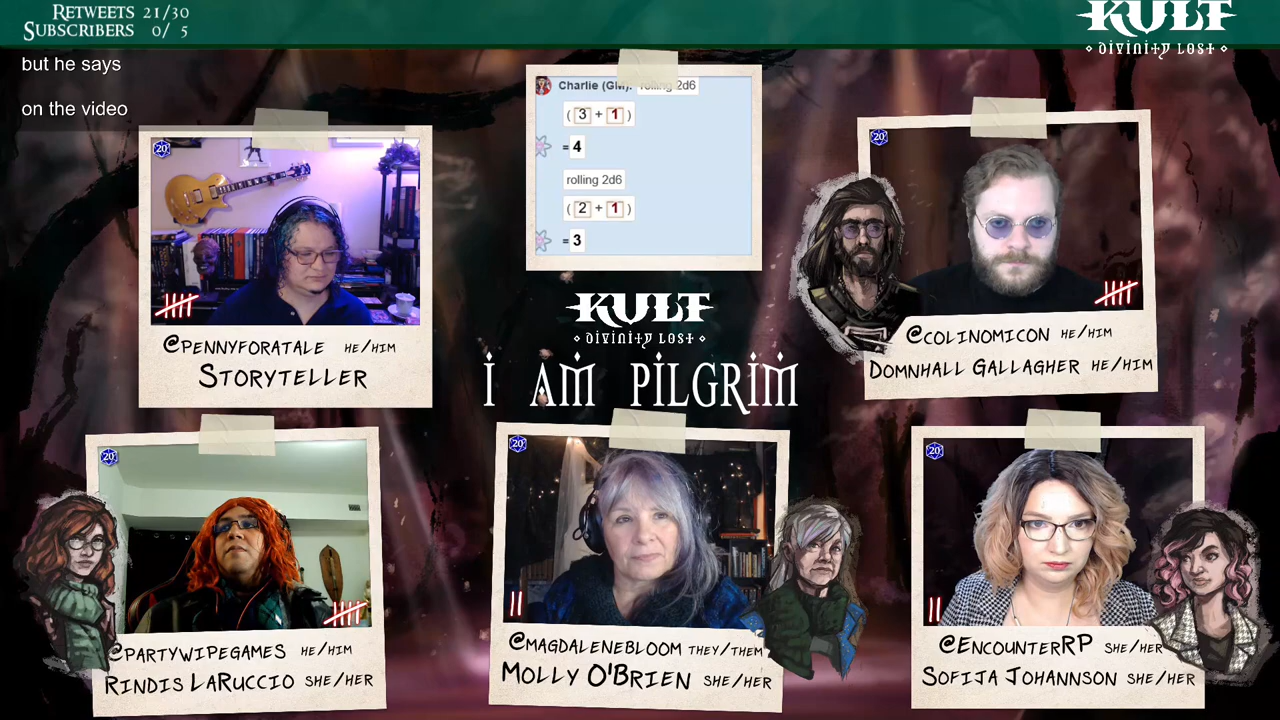 RETWEETS 21/30
SUBSCRIBERS 0/ 5
KULT
DIVINITY LOST
but he says
on the video
Charlie (GM): rolling 2d6
( 3 + 1 )
= 4
rolling 2d6
( 2 + 1 )
= 3
20
20
@PENNYFORATALE HE/HIM
STORYTELLER
KULT
DIVINITY LOST
I AM PILGRIM
@COLINOMICON HE/HIM
DOMNHALL GALLAGHER HE/HIM
20
20
20
@PARTYWIPEGAMES HE/HIM
RINDIS LARUCCIO SHE/HER
@MAGDALENEBLOOM THEY/THEM
MOLLY O'BRIEN SHE/HER
@ENCOUNTERRP SHE/HER
SOFIJA JOHANNSON SHE/HER